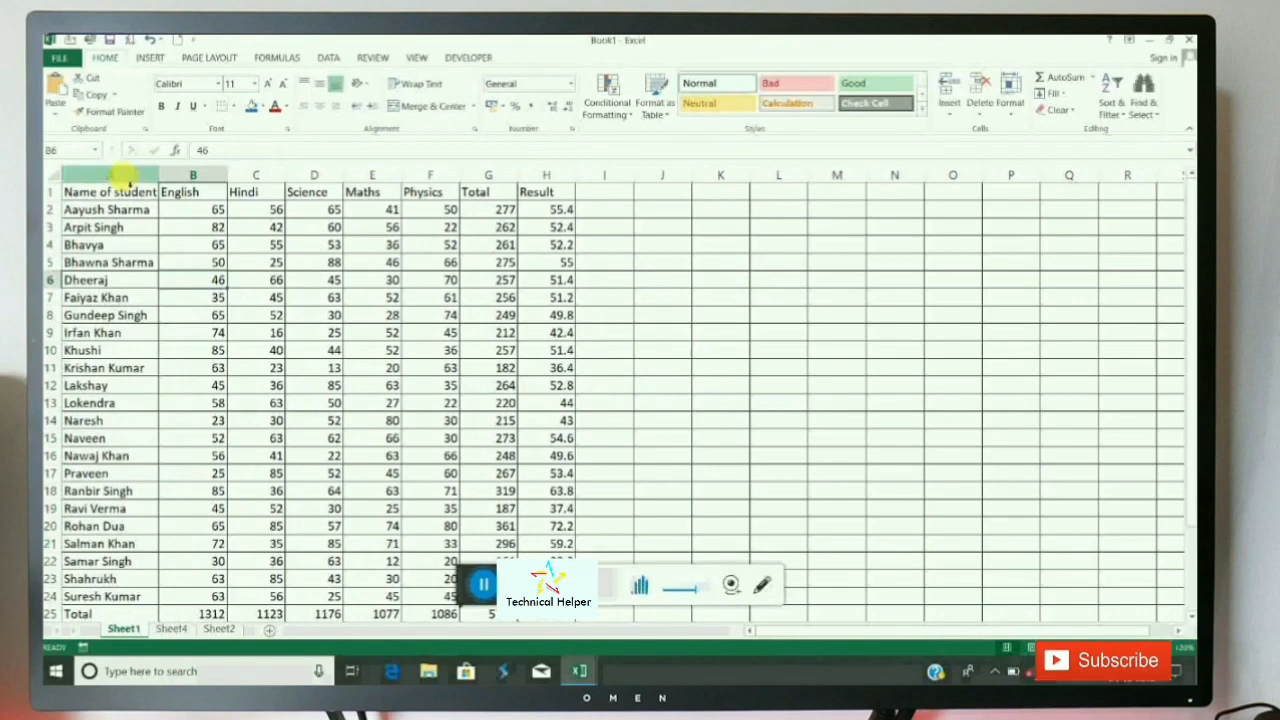 Book1 - Excel
? Sign in
FILE HOME INSERT PAGE LAYOUT FORMULAS DATA REVIEW VIEW DEVELOPER
Cut Calibri 11 A A Wrap Text General Normal Bad Good AutoSum
Copy Conditional Format as Insert Delete Format Fill Sort & Find &
Paste Format Painter B I U A Merge & Center % Formatting Table Neutral Calculation Check Cell Clear Filter Select
Clipboard Font Alignment Number Styles Cells Editing
B6 fx 46
B C D E F G H I J K L M N O P Q R
1 Name of student English Hindi Science Maths Physics Total Result
2 Aayush Sharma 65 56 65 41 50 277 55.4
3 Arpit Singh 82 42 60 56 22 262 52.4
4 Bhavya 65 55 53 36 52 261 52.2
5 Bhawna Sharma 50 25 88 46 66 275 55
6 Dheeraj 46 66 45 30 70 257 51.4
7 Faiyaz Khan 35 45 63 52 61 256 51.2
8 Gundeep Singh 65 52 30 28 74 249 49.8
9 Irfan Khan 74 16 25 52 45 212 42.4
10 Khushi 85 40 44 52 36 257 51.4
11 Krishan Kumar 63 23 13 20 63 182 36.4
12 Lakshay 45 36 85 63 35 264 52.8
13 Lokendra 58 63 50 27 22 220 44
14 Naresh 23 30 52 80 30 215 43
15 Naveen 52 63 62 66 30 273 54.6
16 Nawaj Khan 56 41 22 63 66 248 49.6
17 Praveen 25 85 52 45 60 267 53.4
18 Ranbir Singh 85 36 64 63 71 319 63.8
19 Ravi Verma 45 52 30 25 35 187 37.4
20 Rohan Dua 65 85 57 74 80 361 72.2
21 Salman Khan 72 35 85 71 33 296 59.2
22 Samar Singh 30 36 63 12 20
23 Shahrukh 63 85 43 30 20
24 Suresh Kumar 63 56 25 45 45
25 Total 1312 1123 1176 1077 1086 5
Technical Helper
Sheet1 Sheet4 Sheet2
READY
Subscribe
Type here to search
OMEN